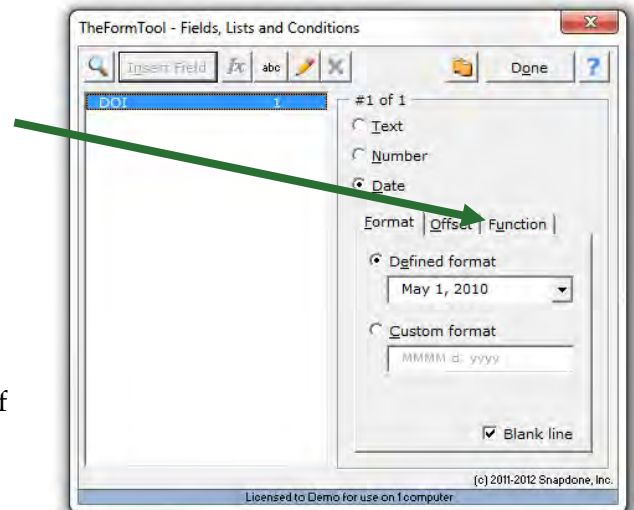 TheFormTool - Fields, Lists and Conditions
Insert Field fx abc Done ?
DOI 1
#1 of 1
Text
Number
Date
Format Offset Function
Defined format
May 1, 2010
Custom format
MMMM d, yyyy
f
Blank line
(c) 2011-2012 Snapdone, Inc.
Licensed to Demo for use on 1 computer